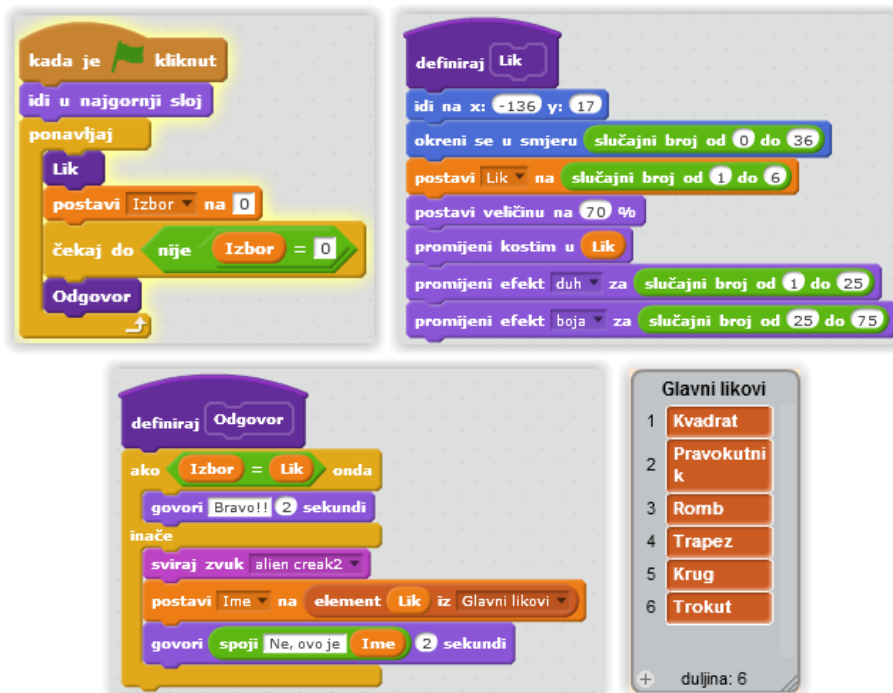 kada je kliknut
idi u najgornji sloj
ponavljaj
Lik
postavi Izbor na 0
čekaj do nije Izbor = 0
Odgovor
definiraj Lik
idi na x: -136 y: 17
okreni se u smjeru slučajni broj od 0 do 36
postavi Lik na slučajni broj od 1 do 6
postavi veličinu na 70 %
promijeni kostim u Lik
promijeni efekt duh za slučajni broj od 1 do 25
promijeni efekt boja za slučajni broj od 25 do 75
definiraj Odgovor
ako Izbor = Lik onda
govori Bravo!! 2 sekundi
inače
sviraj zvuk alien creak2
postavi Ime na element Lik iz Glavni likovi
govori spoji Ne, ovo je Ime 2 sekundi
Glavni likovi
1 Kvadrat
2 Pravokutni
k
3 Romb
4 Trapez
5 Krug
6 Trokut
+ duljina: 6